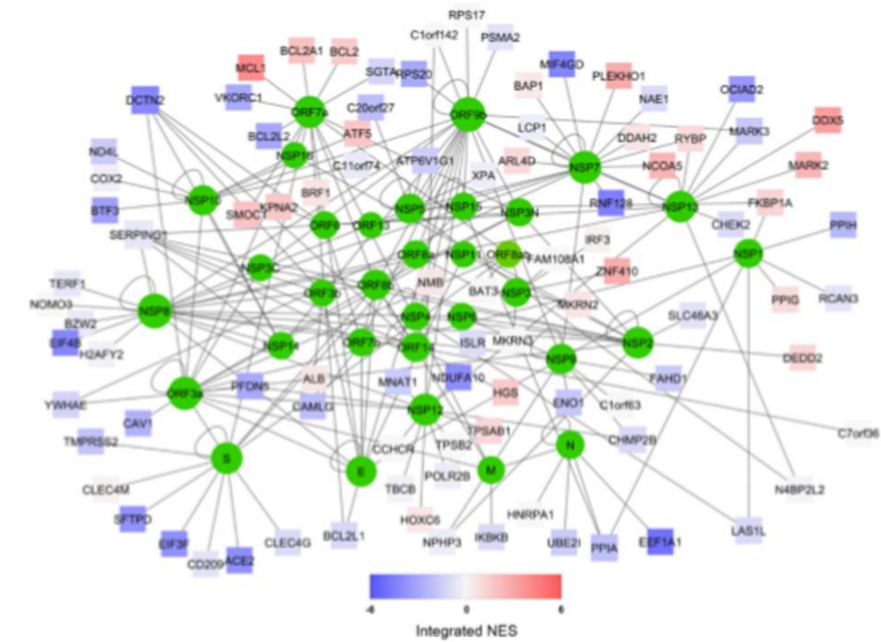 RPS17
C1orf142
PSMA2
BCL2A1
BCL2
MCL1
SGTA
RPS20
MIF4GD
PLEKHO1
BAP1
NAE1
OCIAD2
DCTN2
VKORC1
ORF7a
C20orf27
ORF9b
LCP1
DDX5
MARK3
BCL2L2
ATF5
DDAH2
RYBP
ND4L
NSP16
C11orf74
ATP6V1G1
ARL4D
NSP7
NCOA5
MARK2
COX2
XPA
BTF3
NSP10
KPNA2
BRF1
SMOC1
NSP5
NSP15
NSP3N
RNF128
NSP13
FKBP1A
SERPING1
ORF6
ORF13
CHEK2
PPIH
IRF3
NSP3C
ORF8a
NSP11
FAM108A1
NSP1
ZNF410
TERF1
NMB
BAT3
NSP3
ORF3b
ORF8b
MKRN2
PPIG
RCAN3
NOMO3
NSP8
NSP4
NSP6
SLC46A3
BZW2
EIF4B
H2AFY2
NSP14
ORF7b
ORF14
ISLR
MKRN3
NSP2
NSP9
DEDD2
ALB
MNAT1
NDUFA10
FAHD1
PFDN5
ORF3a
HGS
YWHAE
CAMLG
NSP12
ENO1
C1orf63
CAV1
TPSAB1
C7orf36
TMPRSS2
CCHCR
TPSB2
N
CHMP2B
S
E
M
CLEC4M
TBCB
POLR2B
N4BP2L2
SFTPD
HOXC6
HNRPA1
EIF3F
CLEC4G
BCL2L1
NPHP3
IKBKB
UBE2I
PPIA
EEF1A1
LAS1L
CD209
ACE2
-6
0
6
Integrated NES